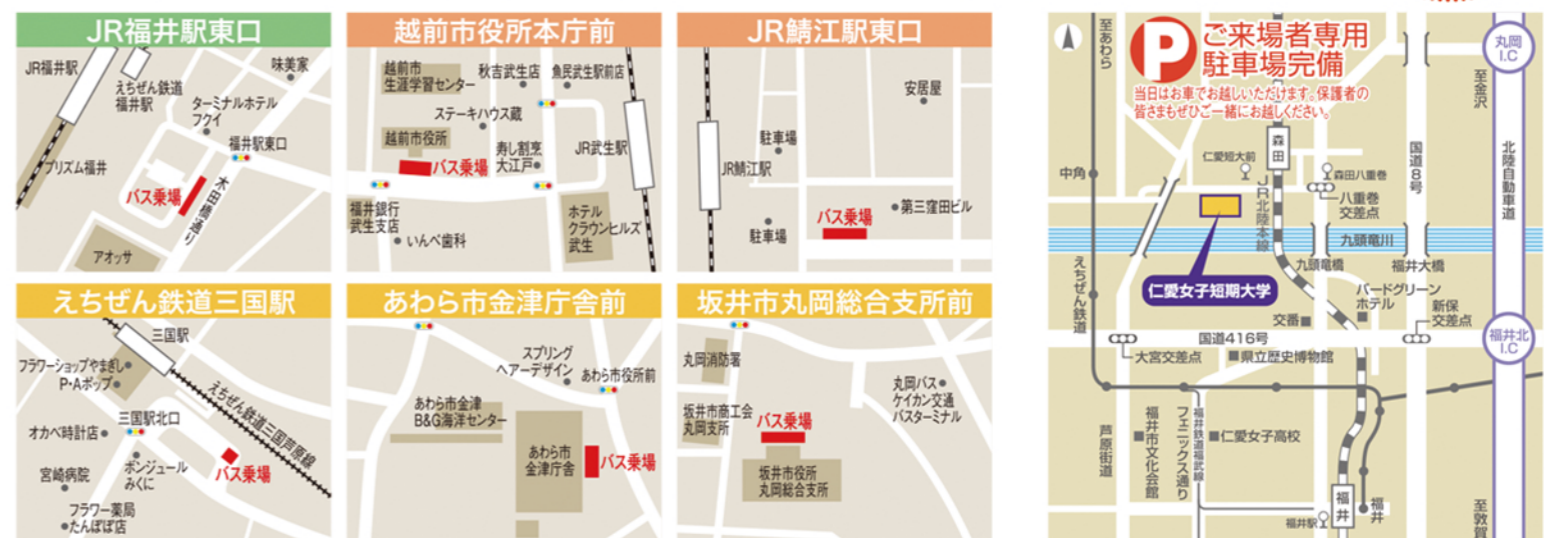 JR福井駅東口
JR福井駅
えちぜん鉄道
福井駅
味美家
ターミナルホテル
フクイ
福井駅東口
プリズム福井
バス乗場
木田橋通り
アオッサ
越前市役所本庁前
越前市
生涯学習センター
秋吉武生店
魚民武生駅前店
ステーキハウス蔵
越前市役所
寿し割烹
大江戸
JR武生駅
バス乗場
福井銀行
武生支店
いんべ歯科
ホテル
クラウンヒルズ
武生
JR鯖江駅東口
安居屋
駐車場
JR鯖江駅
バス乗場
第三窪田ビル
駐車場
えちぜん鉄道三国駅
三国駅
フラワーショップやまぎし
P・Aポップ
えちぜん鉄道三国芦原線
三国駅北口
オカベ時計店
ボンジュール
みくに
バス乗場
宮崎病院
フラワー薬局
たんぽぽ店
あわら市金津庁舎前
スプリング
ヘアーデザイン
あわら市役所前
あわら市金津
B&G海洋センター
あわら市
金津庁舎
バス乗場
坂井市丸岡総合支所前
丸岡消防署
丸岡バス
ケイカン交通
バスターミナル
坂井市商工会
丸岡支所
バス乗場
坂井市役所
丸岡総合支所
至あわら
P
ご来場者専用
駐車場完備
当日はお車でお越しいただけます。保護者の
皆さまもぜひご一緒にお越しください。
丸岡
I.C
至金沢
森田
仁愛短大前
森田八重巻
国道8号
北陸自動車道
中角
JR北陸本線
八重巻
交差点
九頭竜川
えちぜん鉄道
九頭竜橋
福井大橋
仁愛女子短期大学
バードグリーン
ホテル
新保
交差点
交番
国道416号
福井北
I.C
大宮交差点
県立歴史博物館
芦原街道
福井市文化会館
フェニックス通り
福井鉄道福武線
仁愛女子高校
福井
福井
福井駅
至敦賀